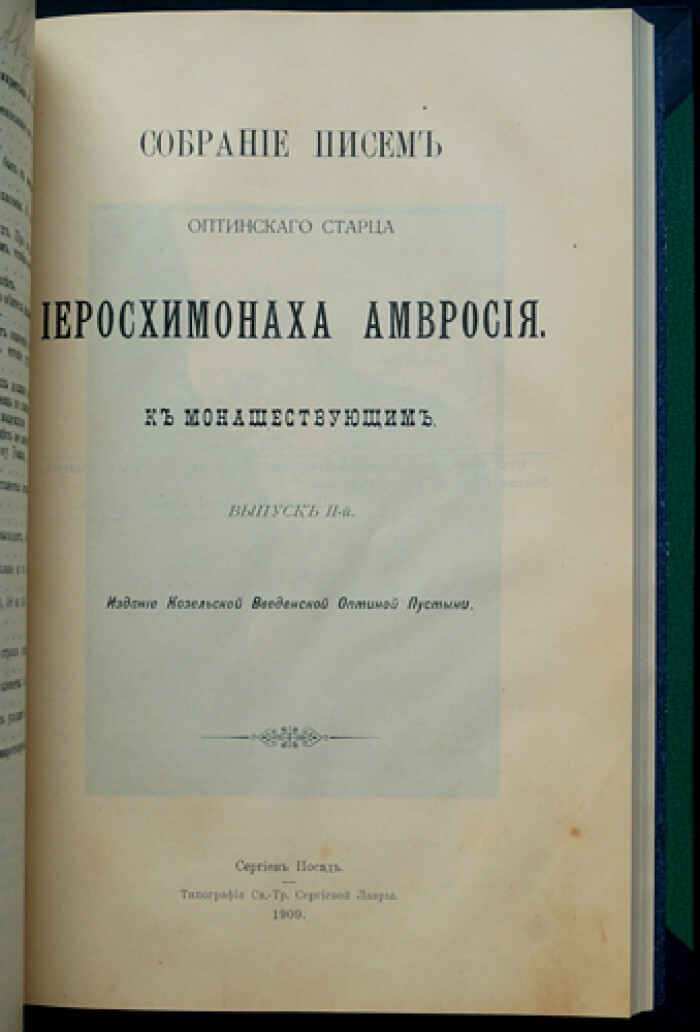 СОБРАНІЕ ПИСЕМЪ
ОПТИНСКАГО СТАРЦА
ІЕРОСХИМОНАХА АМВРОСІЯ.
КЪ МОНАШЕСТВУЮЩИМЪ.
ВЫПУСКЪ II-й.
Изданіе Козельской Введенской Оптиной Пустыни.
Сергіевъ Посадъ.
Типографія Св.-Тр. Сергіевой Лавры.
1909.